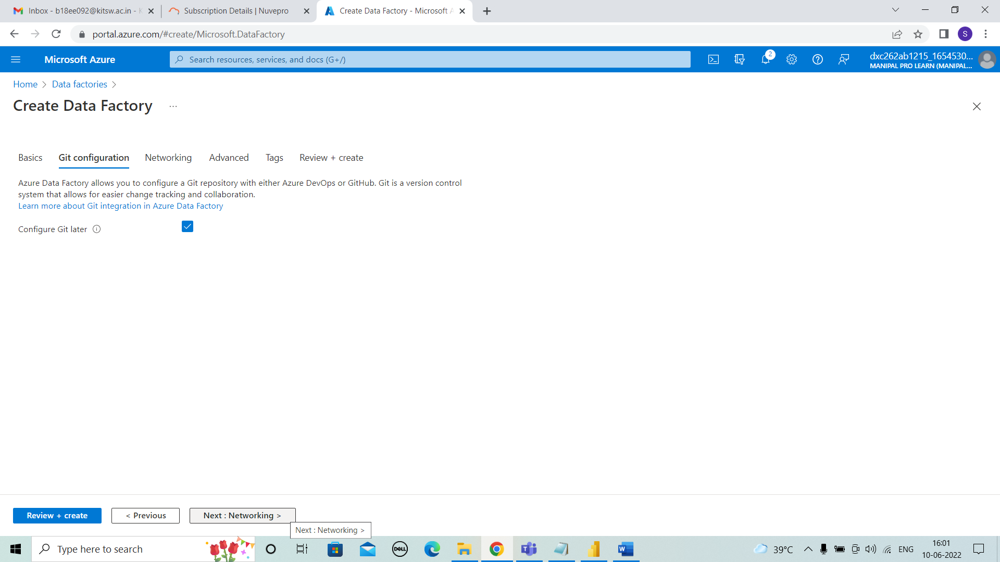 Inbox - b18ee092@kitsw.ac.in -
Subscription Details | Nuvepro
Create Data Factory - Microsoft
portal.azure.com/#create/Microsoft.DataFactory
S
Microsoft Azure
Search resources, services, and docs (G+/)
2
dxc262ab1215_1654530...
MANIPAL PRO LEARN (MANIPAL...
Home > Data factories >
Create Data Factory ...
Basics Git configuration Networking Advanced Tags Review + create
Azure Data Factory allows you to configure a Git repository with either Azure DevOps or GitHub. Git is a version control
system that allows for easier change tracking and collaboration.
Learn more about Git integration in Azure Data Factory
Configure Git later
Review + create
< Previous
Next : Networking >
Next : Networking >
Type here to search
DELL
39°C
ENG
16:01
10-06-2022